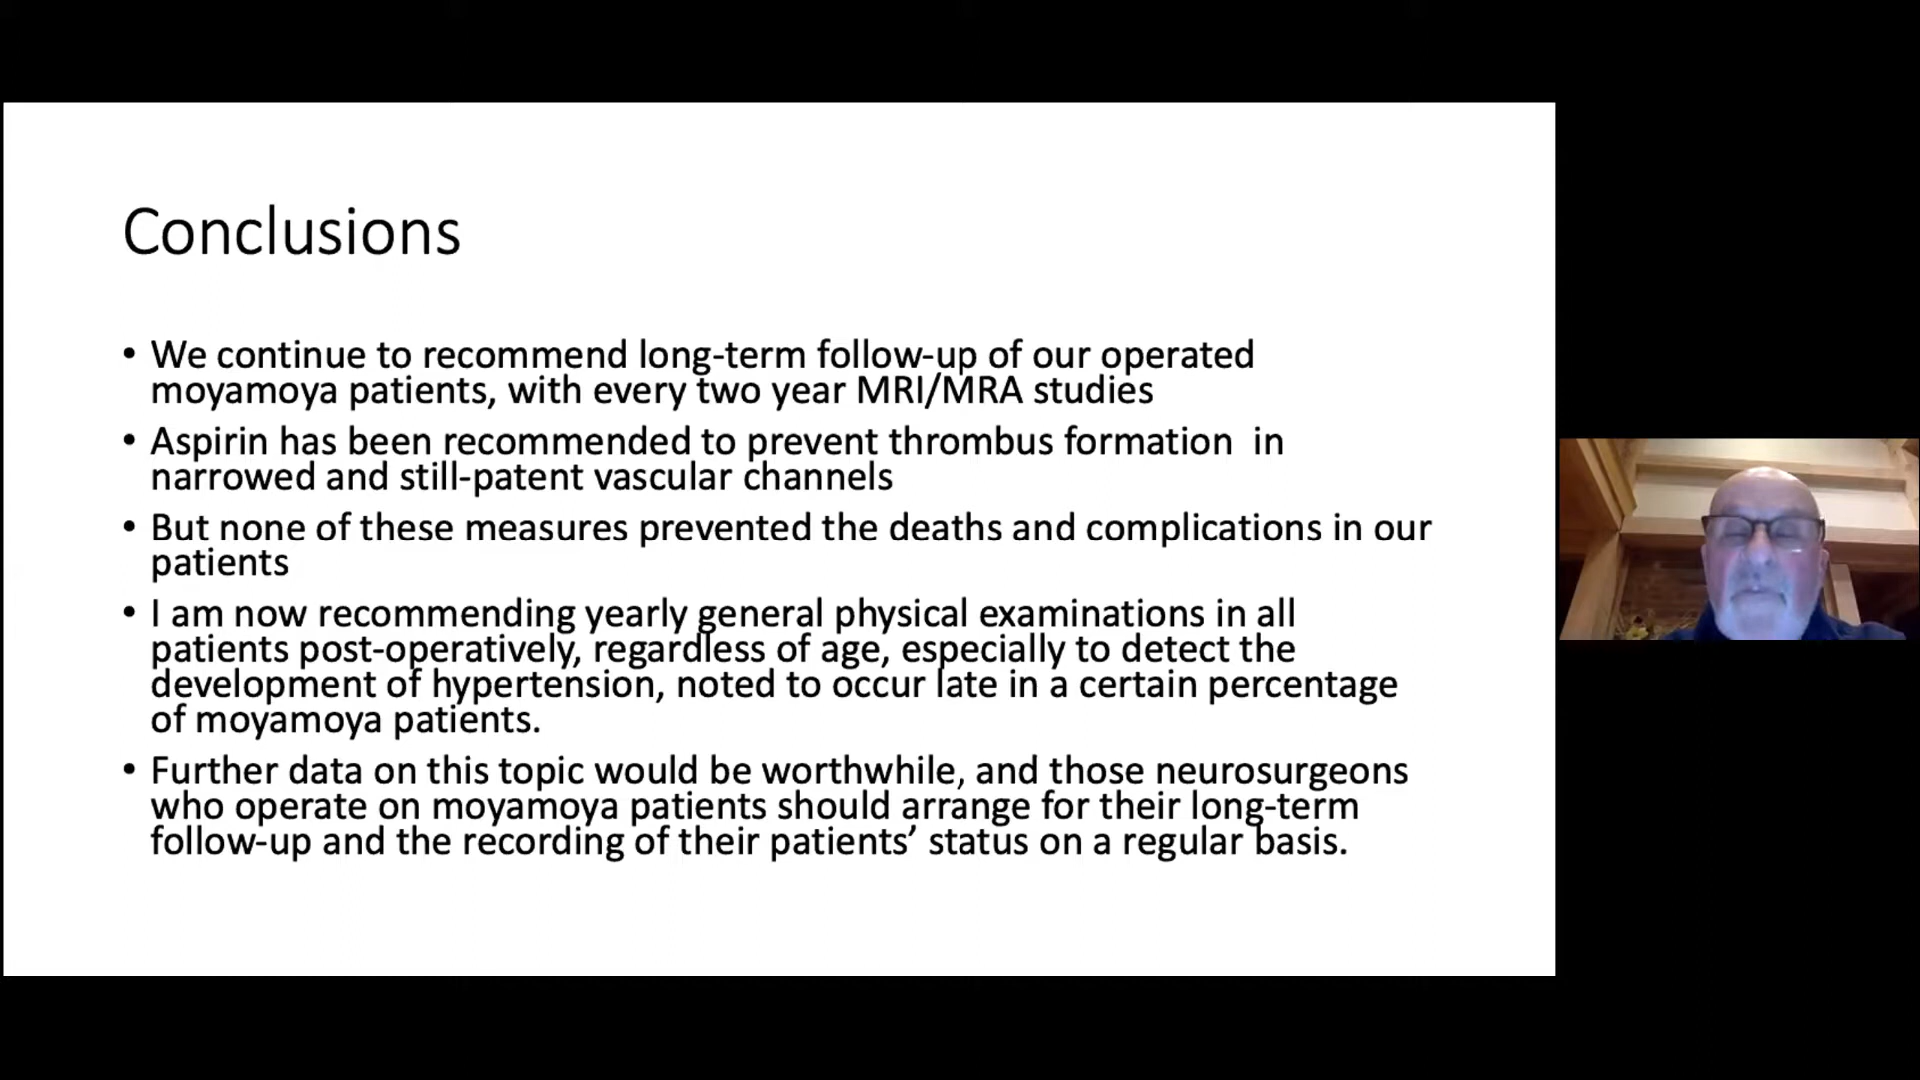 Conclusions
• We continue to recommend long-term follow-up of our operated
moyamoya patients, with every two year MRI/MRA studies
• Aspirin has been recommended to prevent thrombus formation  in
narrowed and still-patent vascular channels
• But none of these measures prevented the deaths and complications in our
patients
• I am now recommending yearly general physical examinations in all
patients post-operatively, regardless of age, especially to detect the
development of hypertension, noted to occur late in a certain percentage
of moyamoya patients.
• Further data on this topic would be worthwhile, and those neurosurgeons
who operate on moyamoya patients should arrange for their long-term
follow-up and the recording of their patients’ status on a regular basis.